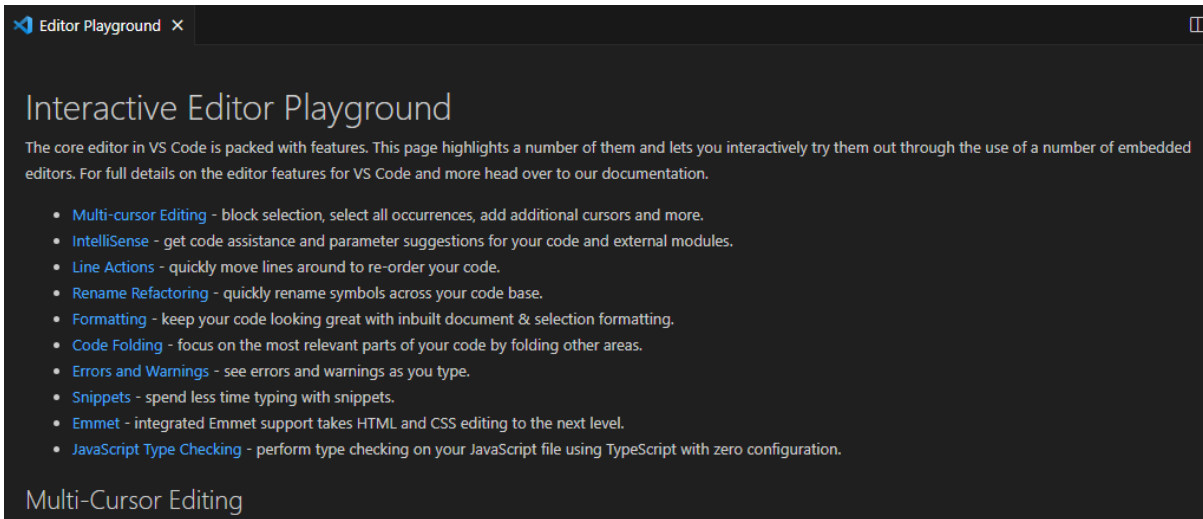 Editor Playground
Interactive Editor Playground
The core editor in VS Code is packed with features. This page highlights a number of them and lets you interactively try them out through the use of a number of embedded
editors. For full details on the editor features for VS Code and more head over to our documentation.
Multi-cursor Editing - block selection, select all occurrences, add additional cursors and more.
IntelliSense - get code assistance and parameter suggestions for your code and external modules.
Line Actions - quickly move lines around to re-order your code.
Rename Refactoring - quickly rename symbols across your code base.
Formatting - keep your code looking great with inbuilt document & selection formatting.
Code Folding - focus on the most relevant parts of your code by folding other areas.
Errors and Warnings - see errors and warnings as you type.
Snippets - spend less time typing with snippets.
Emmet - integrated Emmet support takes HTML and CSS editing to the next level.
JavaScript Type Checking - perform type checking on your JavaScript file using TypeScript with zero configuration.
Multi-Cursor Editing